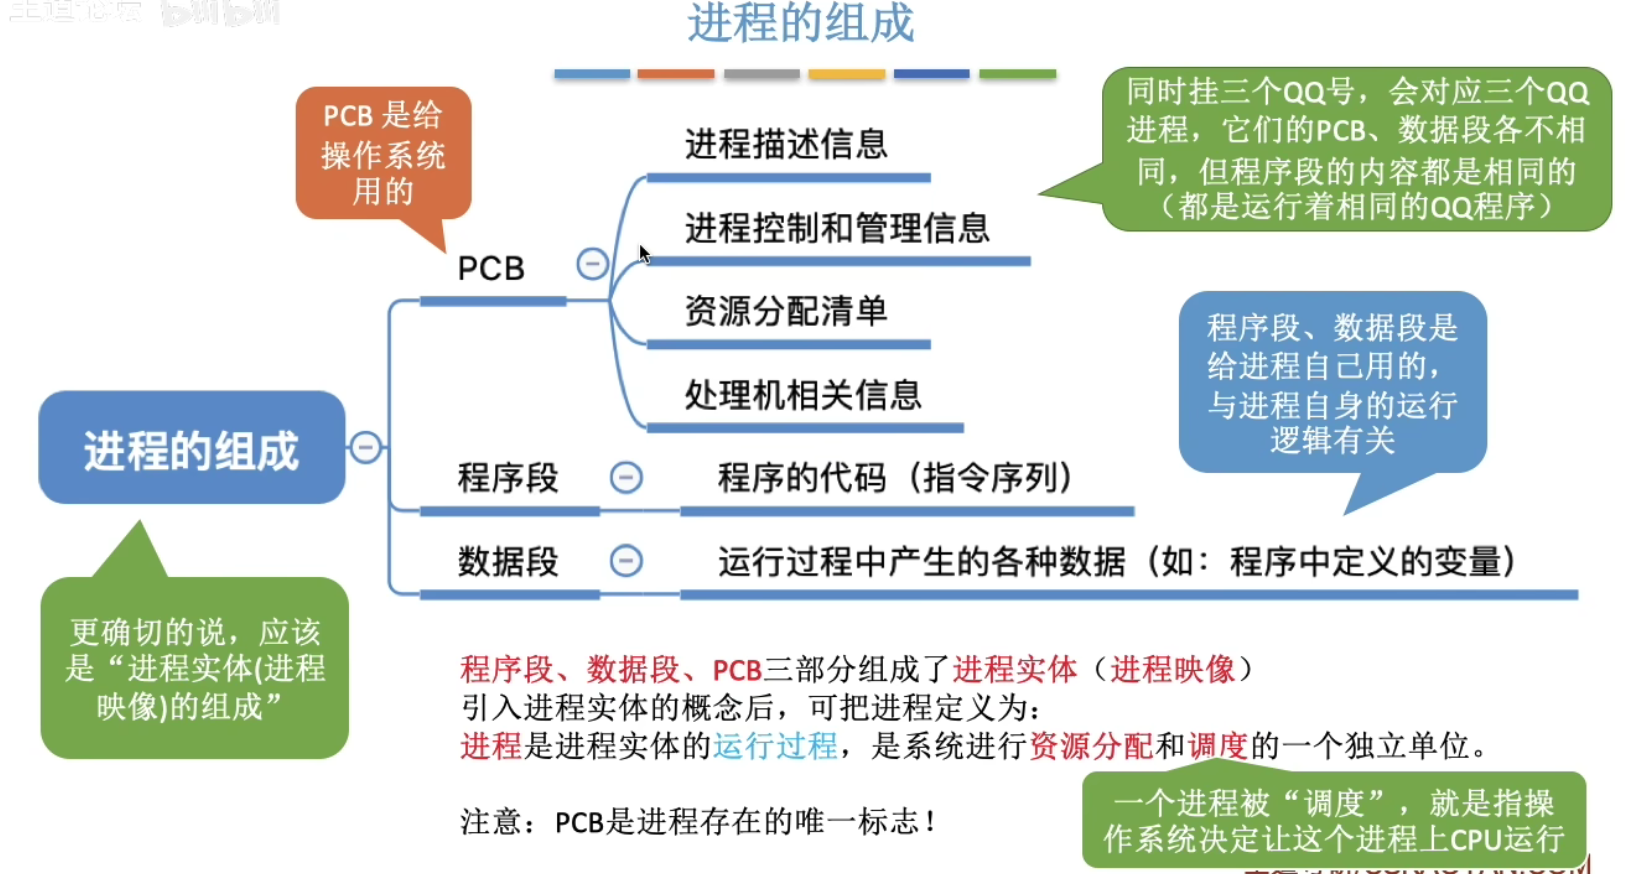 进程的组成
PCB 是给
操作系统
用的
同时挂三个QQ号，会对应三个QQ
进程，它们的PCB、数据段各不相
同，但程序段的内容都是相同的
（都是运行着相同的QQ程序）
进程描述信息
进程控制和管理信息
PCB
资源分配清单
处理机相关信息
程序段、数据段是
给进程自己用的，
与进程自身的运行
逻辑有关
进程的组成
程序段
程序的代码（指令序列）
数据段
运行过程中产生的各种数据（如：程序中定义的变量）
更确切的说，应该
是“进程实体(进程
映像)的组成”
程序段、数据段、PCB三部分组成了进程实体（进程映像）
引入进程实体的概念后，可把进程定义为：
进程是进程实体的运行过程，是系统进行资源分配和调度的一个独立单位。
一个进程被“调度”，就是指操
作系统决定让这个进程上CPU运行
注意：PCB是进程存在的唯一标志！